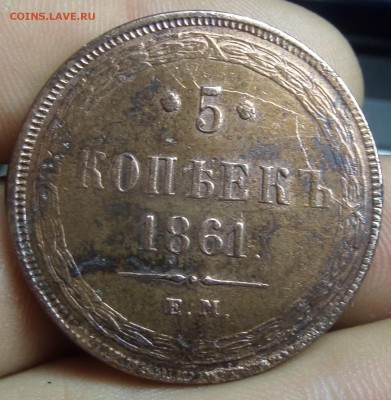 COINS.LAVE.RU
• 5 •
КОПѢЕКЪ
1861.
Е.М.